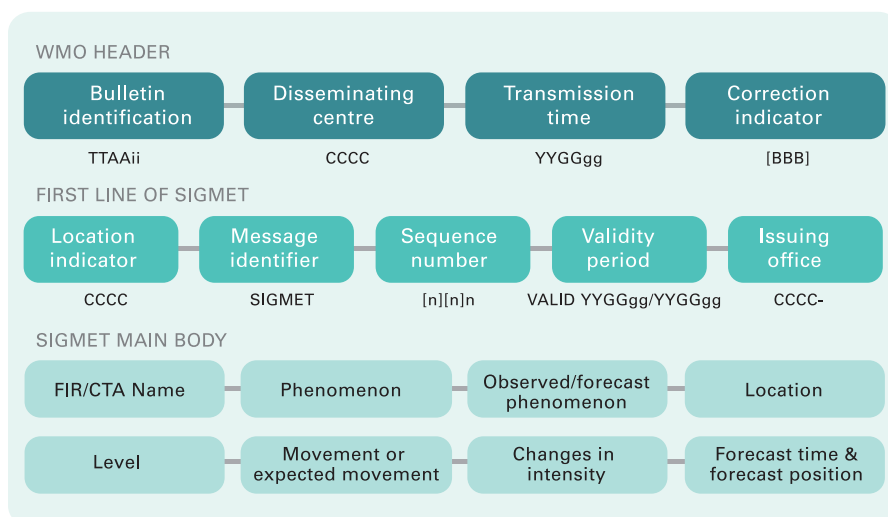 WMO HEADER
Bulletin
identification
Disseminating
centre
Transmission
time
Correction
indicator
TTAAii
CCCC
YYGGgg
[BBB]
FIRST LINE OF SIGMET
Location
indicator
Message
identifier
Sequence
number
Validity
period
Issuing
office
CCCC
SIGMET
[n][n]n
VALID YYGGgg/YYGGgg
CCCC-
SIGMET MAIN BODY
FIR/CTA Name
Phenomenon
Observed/forecast
phenomenon
Location
Level
Movement or
expected movement
Changes in
intensity
Forecast time &
forecast position